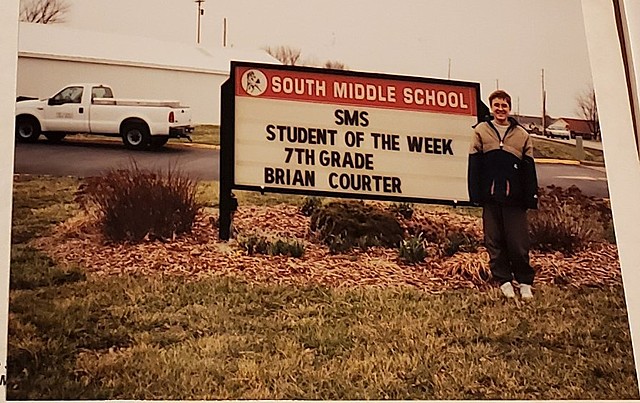 SOUTH MIDDLE SCHOOL
SMS
STUDENT OF THE WEEK
7TH GRADE
BRIAN COURTER